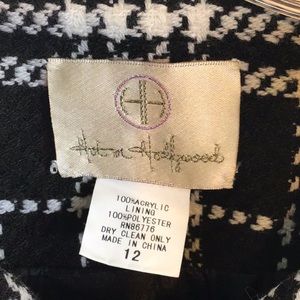 Hot in Hollywood
100%ACRYLIC
LINING
100%POLYESTER
RN86776
DRY CLEAN ONLY
MADE IN CHINA
12